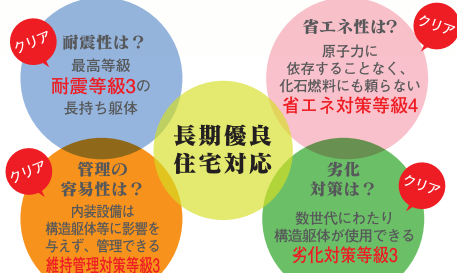 クリア
耐震性は？
最高等級
耐震等級3の
長持ち躯体
クリア
省エネ性は?
原子力に
依存することなく、
化石燃料にも頼らない
省エネ対策等級4
長期優良
住宅対応
クリア
管理の
容易性は？
内装設備は
構造躯体等に影響を
与えず、管理できる
維持管理対策等級3
クリア
劣化
対策は？
数世代にわたり
構造躯体が使用できる
劣化対策等級3